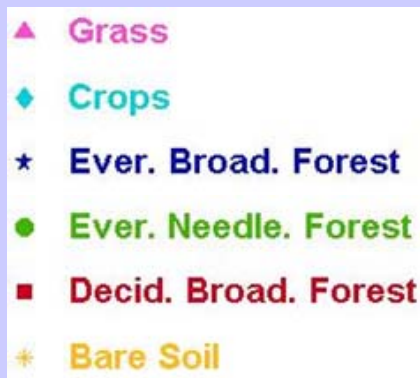 Grass
Crops
Ever. Broad. Forest
Ever. Needle. Forest
Decid. Broad. Forest
Bare Soil